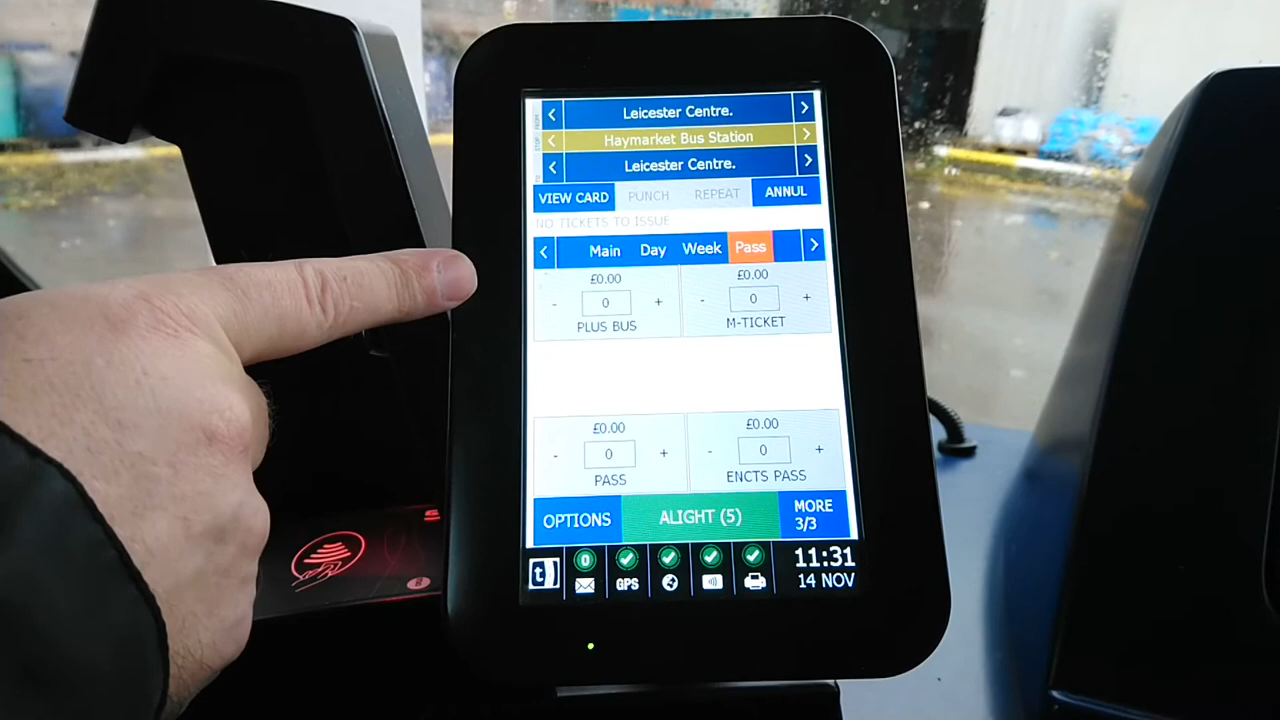 < Leicester Centre. >
< Haymarket Bus Station >
< Leicester Centre. >
VIEW CARD PUNCH REPEAT ANNUL
NO TICKETS TO ISSUE
< Main Day Week Pass >
£0.00 £0.00
- 0 + - 0 +
PLUS BUS M-TICKET
£0.00 £0.00
- 0 + - 0 +
PASS ENCTS PASS
OPTIONS ALIGHT (5) MORE
3/3
0
t GPS 11:31
14 NOV